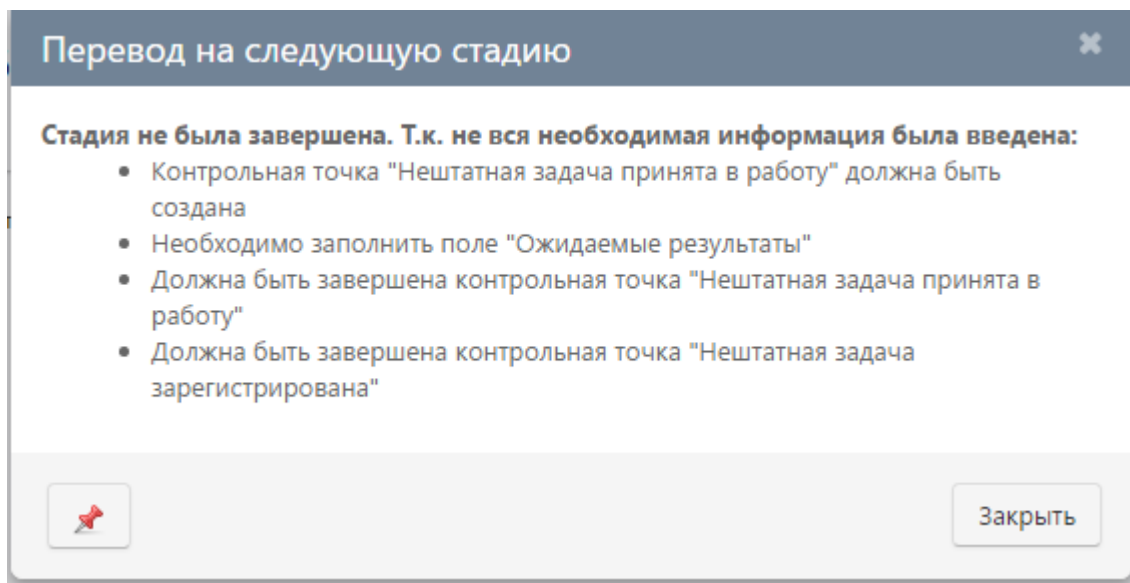 Перевод на следующую стадию
Стадия не была завершена. Т.к. не вся необходимая информация была введена:
• Контрольная точка "Нештатная задача принята в работу" должна быть
создана
• Необходимо заполнить поле "Ожидаемые результаты"
• Должна быть завершена контрольная точка "Нештатная задача принята в
работу"
• Должна быть завершена контрольная точка "Нештатная задача
зарегистрирована"
Закрыть